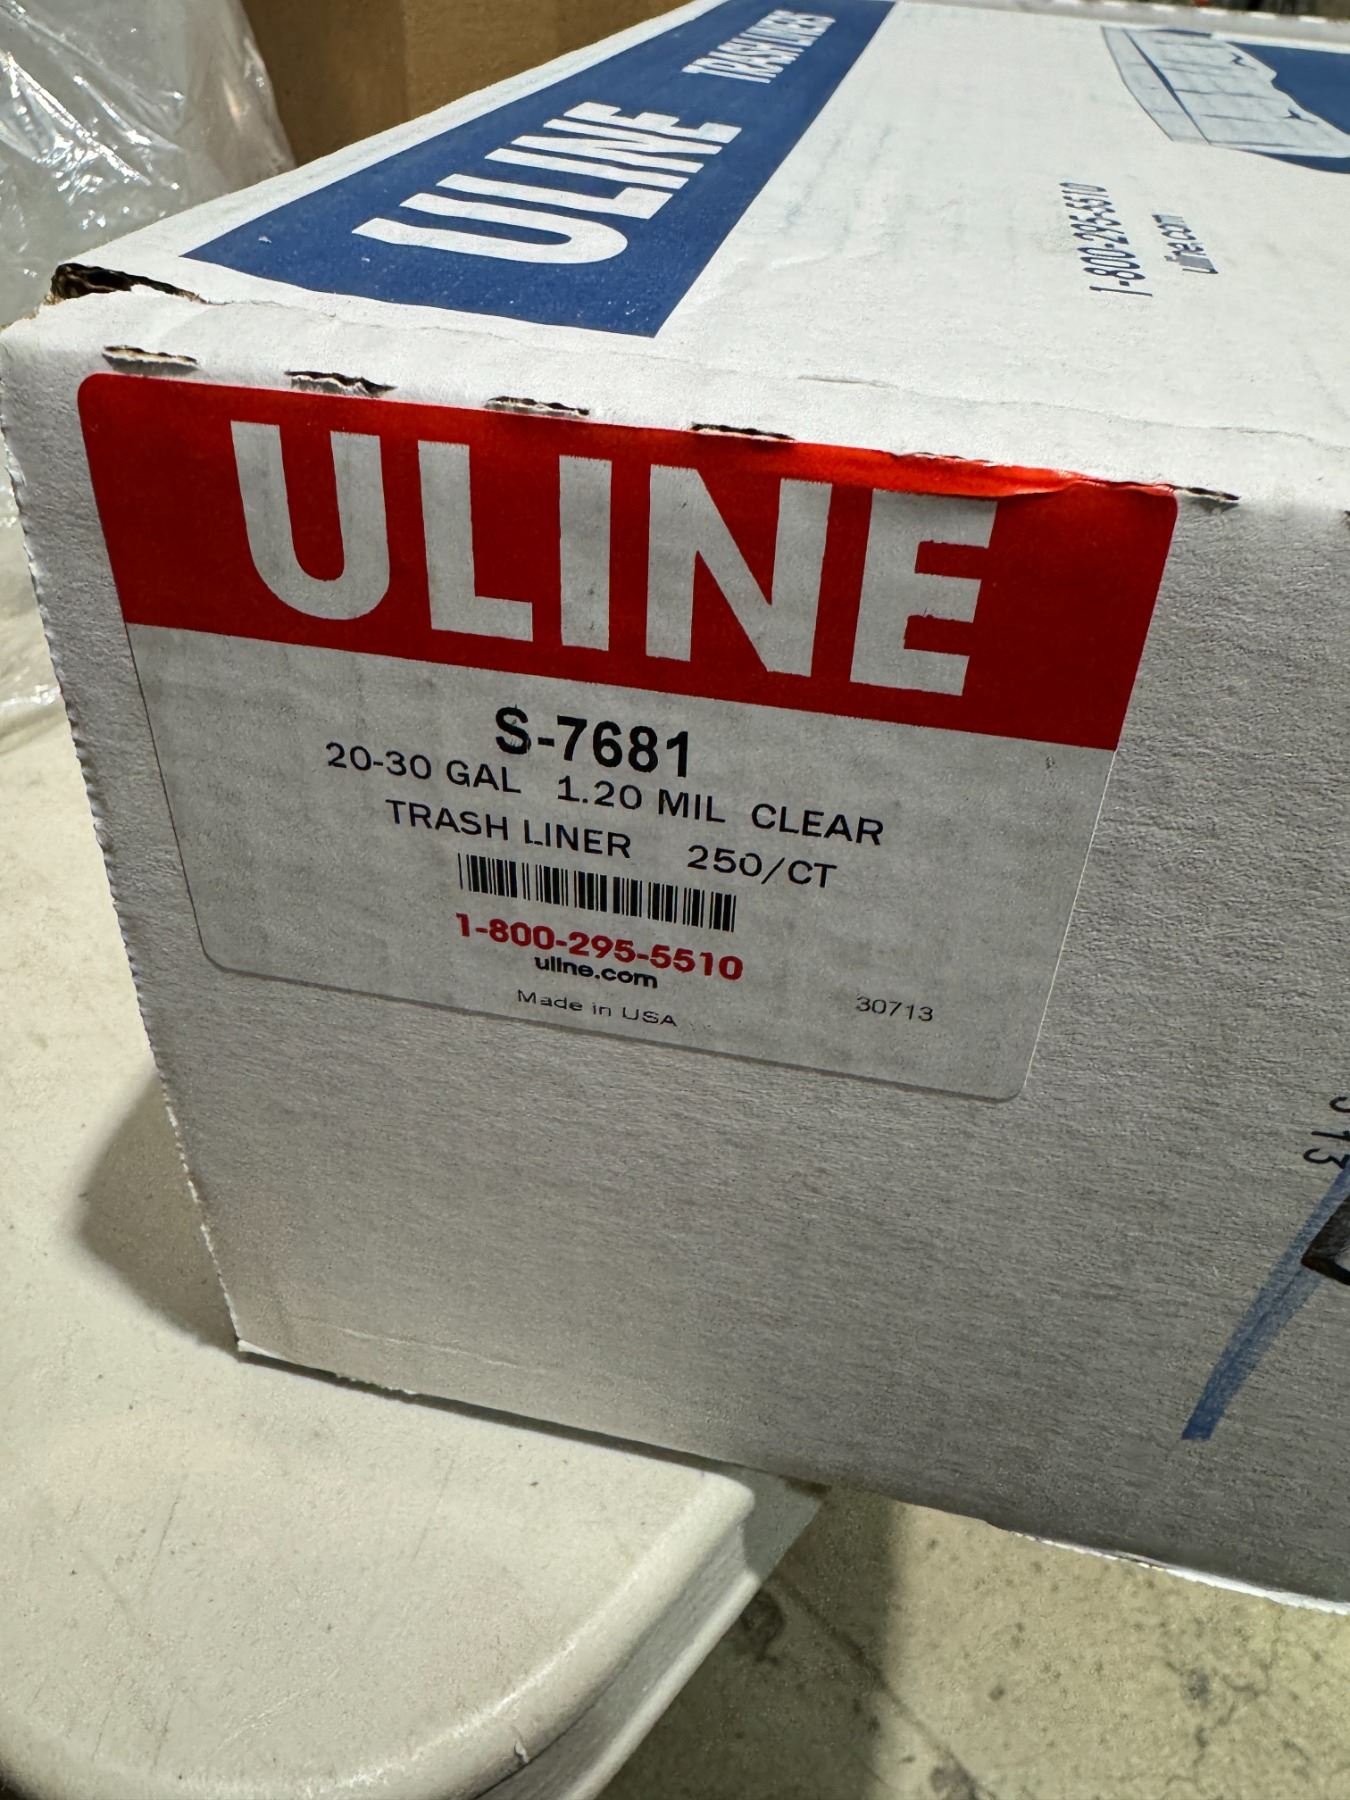 ULINE TRASH LINERS
1-800-295-5510
uline.com
ULINE
S-7681
20-30 GAL 1.20 MIL CLEAR
TRASH LINER 250/CT
1-800-295-5510
uline.com
Made in USA
30713